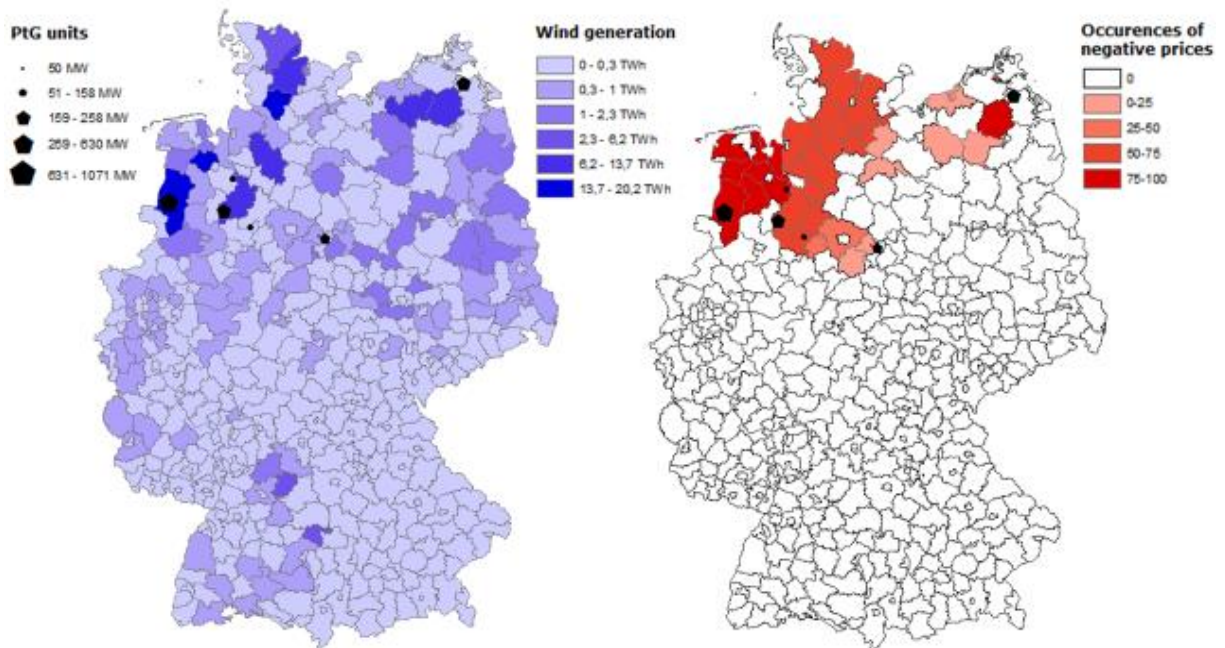 PtG units
50 MW
51 - 158 MW
159 - 258 MW
259 - 630 MW
631 - 1071 MW
Wind generation
0 - 0,3 TWh
0,3 - 1 TWh
1 - 2,3 TWh
2,3 - 6,2 TWh
6,2 - 13,7 TWh
13,7 - 20,2 TWh
Occurences of
negative prices
0
0-25
25-50
50-75
75-100